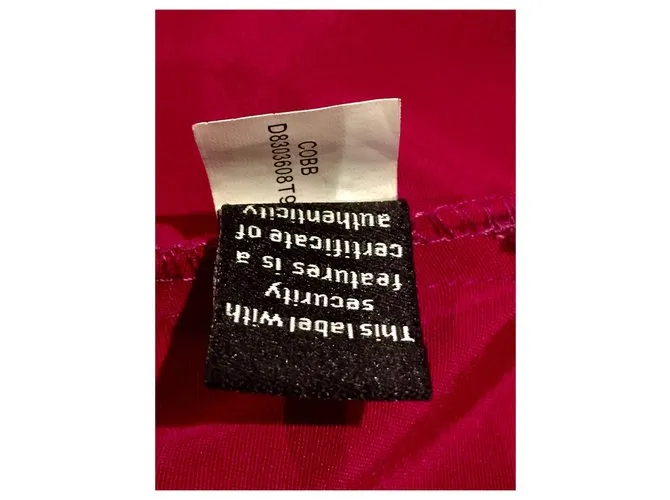 COBB
D8303608T9
This label with
security
features is a
certificate of
authenticity